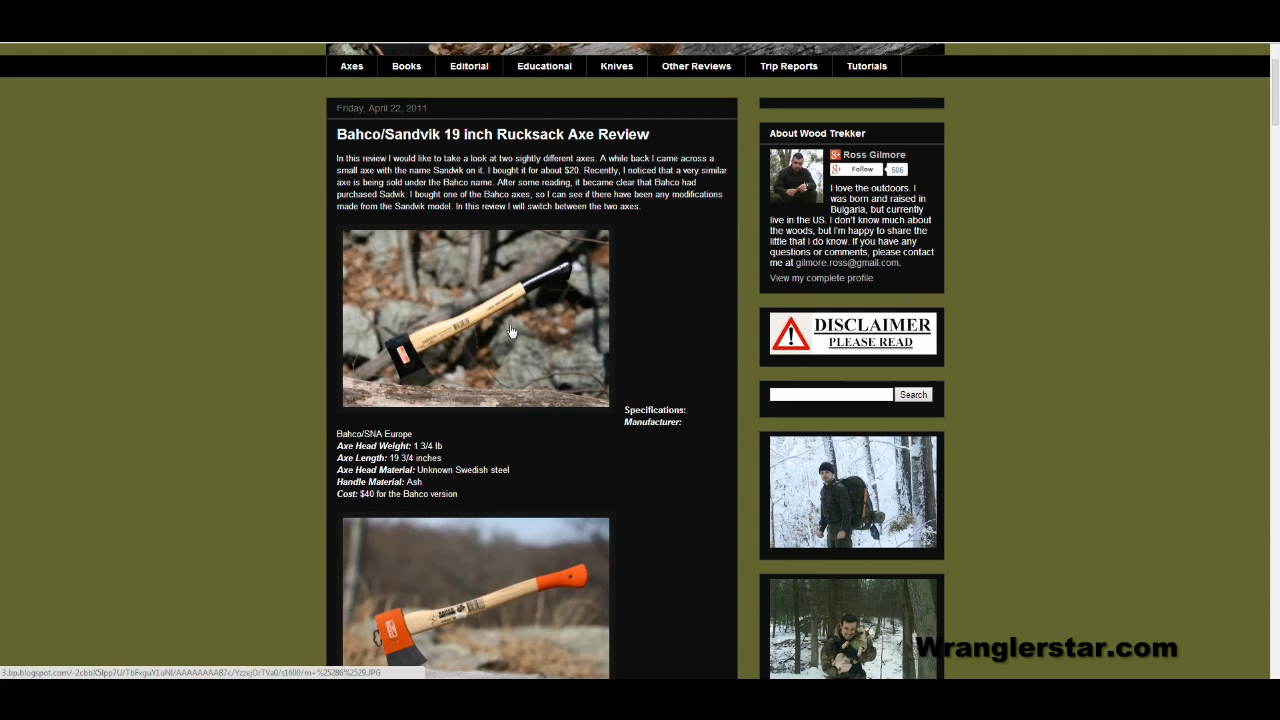 Axes Books Editorial Educational Knives Other Reviews Trip Reports Tutorials
Friday, April 22, 2011
Bahco/Sandvik 19 inch Rucksack Axe Review
In this review I would like to take a look at two sightly different axes. A while back I came across a
small axe with the name Sandvik on it. I bought it for about $20. Recently, I noticed that a very similar
axe is being sold under the Bahco name. After some reading, it became clear that Bahco had
purchased Sadvik. I bought one of the Bahco axes, so I can see if there have been any modifications
made from the Sandvik model. In this review I will switch between the two axes.
Specifications:
Manufacturer:
Bahco/SNA Europe
Axe Head Weight: 1 3/4 lb
Axe Length: 19 3/4 inches
Axe Head Material: Unknown Swedish steel
Handle Material: Ash
Cost: $40 for the Bahco version
BAHCO
About Wood Trekker
Ross Gilmore
Follow 506
I love the outdoors. I
was born and raised in
Bulgaria, but currently
live in the US. I don't know much about
the woods, but I'm happy to share the
little that I do know. If you have any
questions or comments, please contact
me at gilmore.ross@gmail.com.
View my complete profile
DISCLAIMER
PLEASE READ
Search
Wranglerstar.com